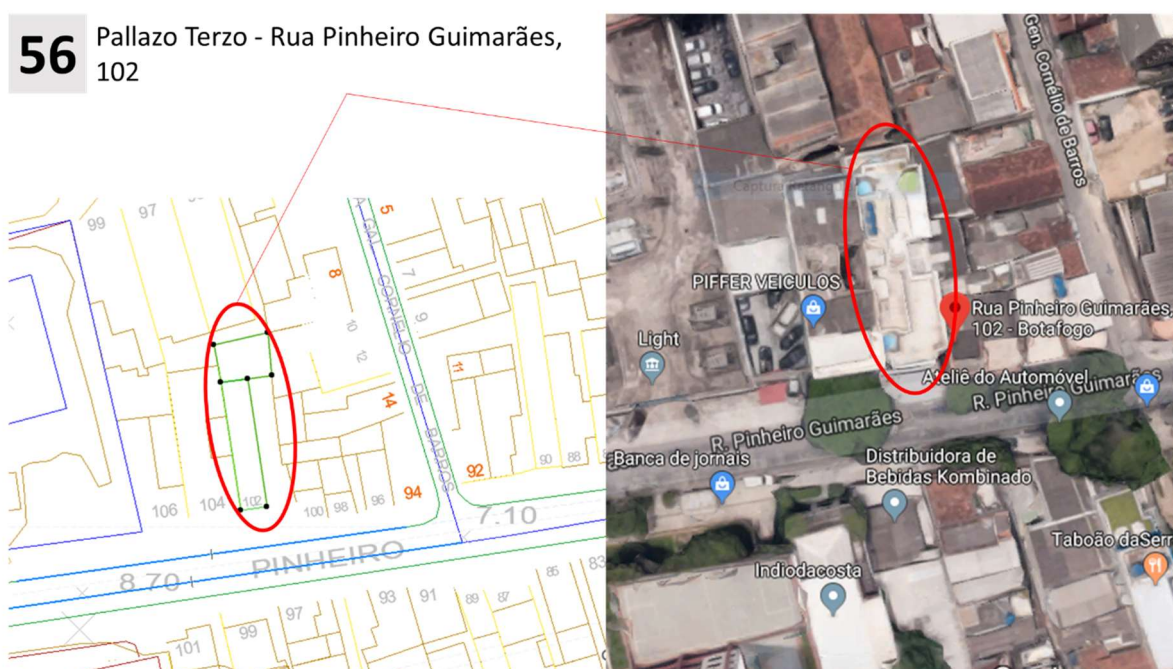 56
Pallazo Terzo - Rua Pinheiro Guimarães,
102
99
97
5
8
7
9
10
12
11
14
A. GAL CORNELIO DE BARROS
92
90
88
94
106
104
102
100
98
96
7.10
8.70
PINHEIRO
85
83
93
91
89
87
97
99
101
Gen. Cornélio de Barros
PIFFER VEICULOS
Rua Pinheiro Guimarães,
102 - Botafogo
Light
Ateliê do Automóvel
R. Pinheiro Guimarães
R. Pinheiro Guimarães
Banca de jornais
Distribuidora de
Bebidas Kombinado
Taboão daSerr
Indiodacosta